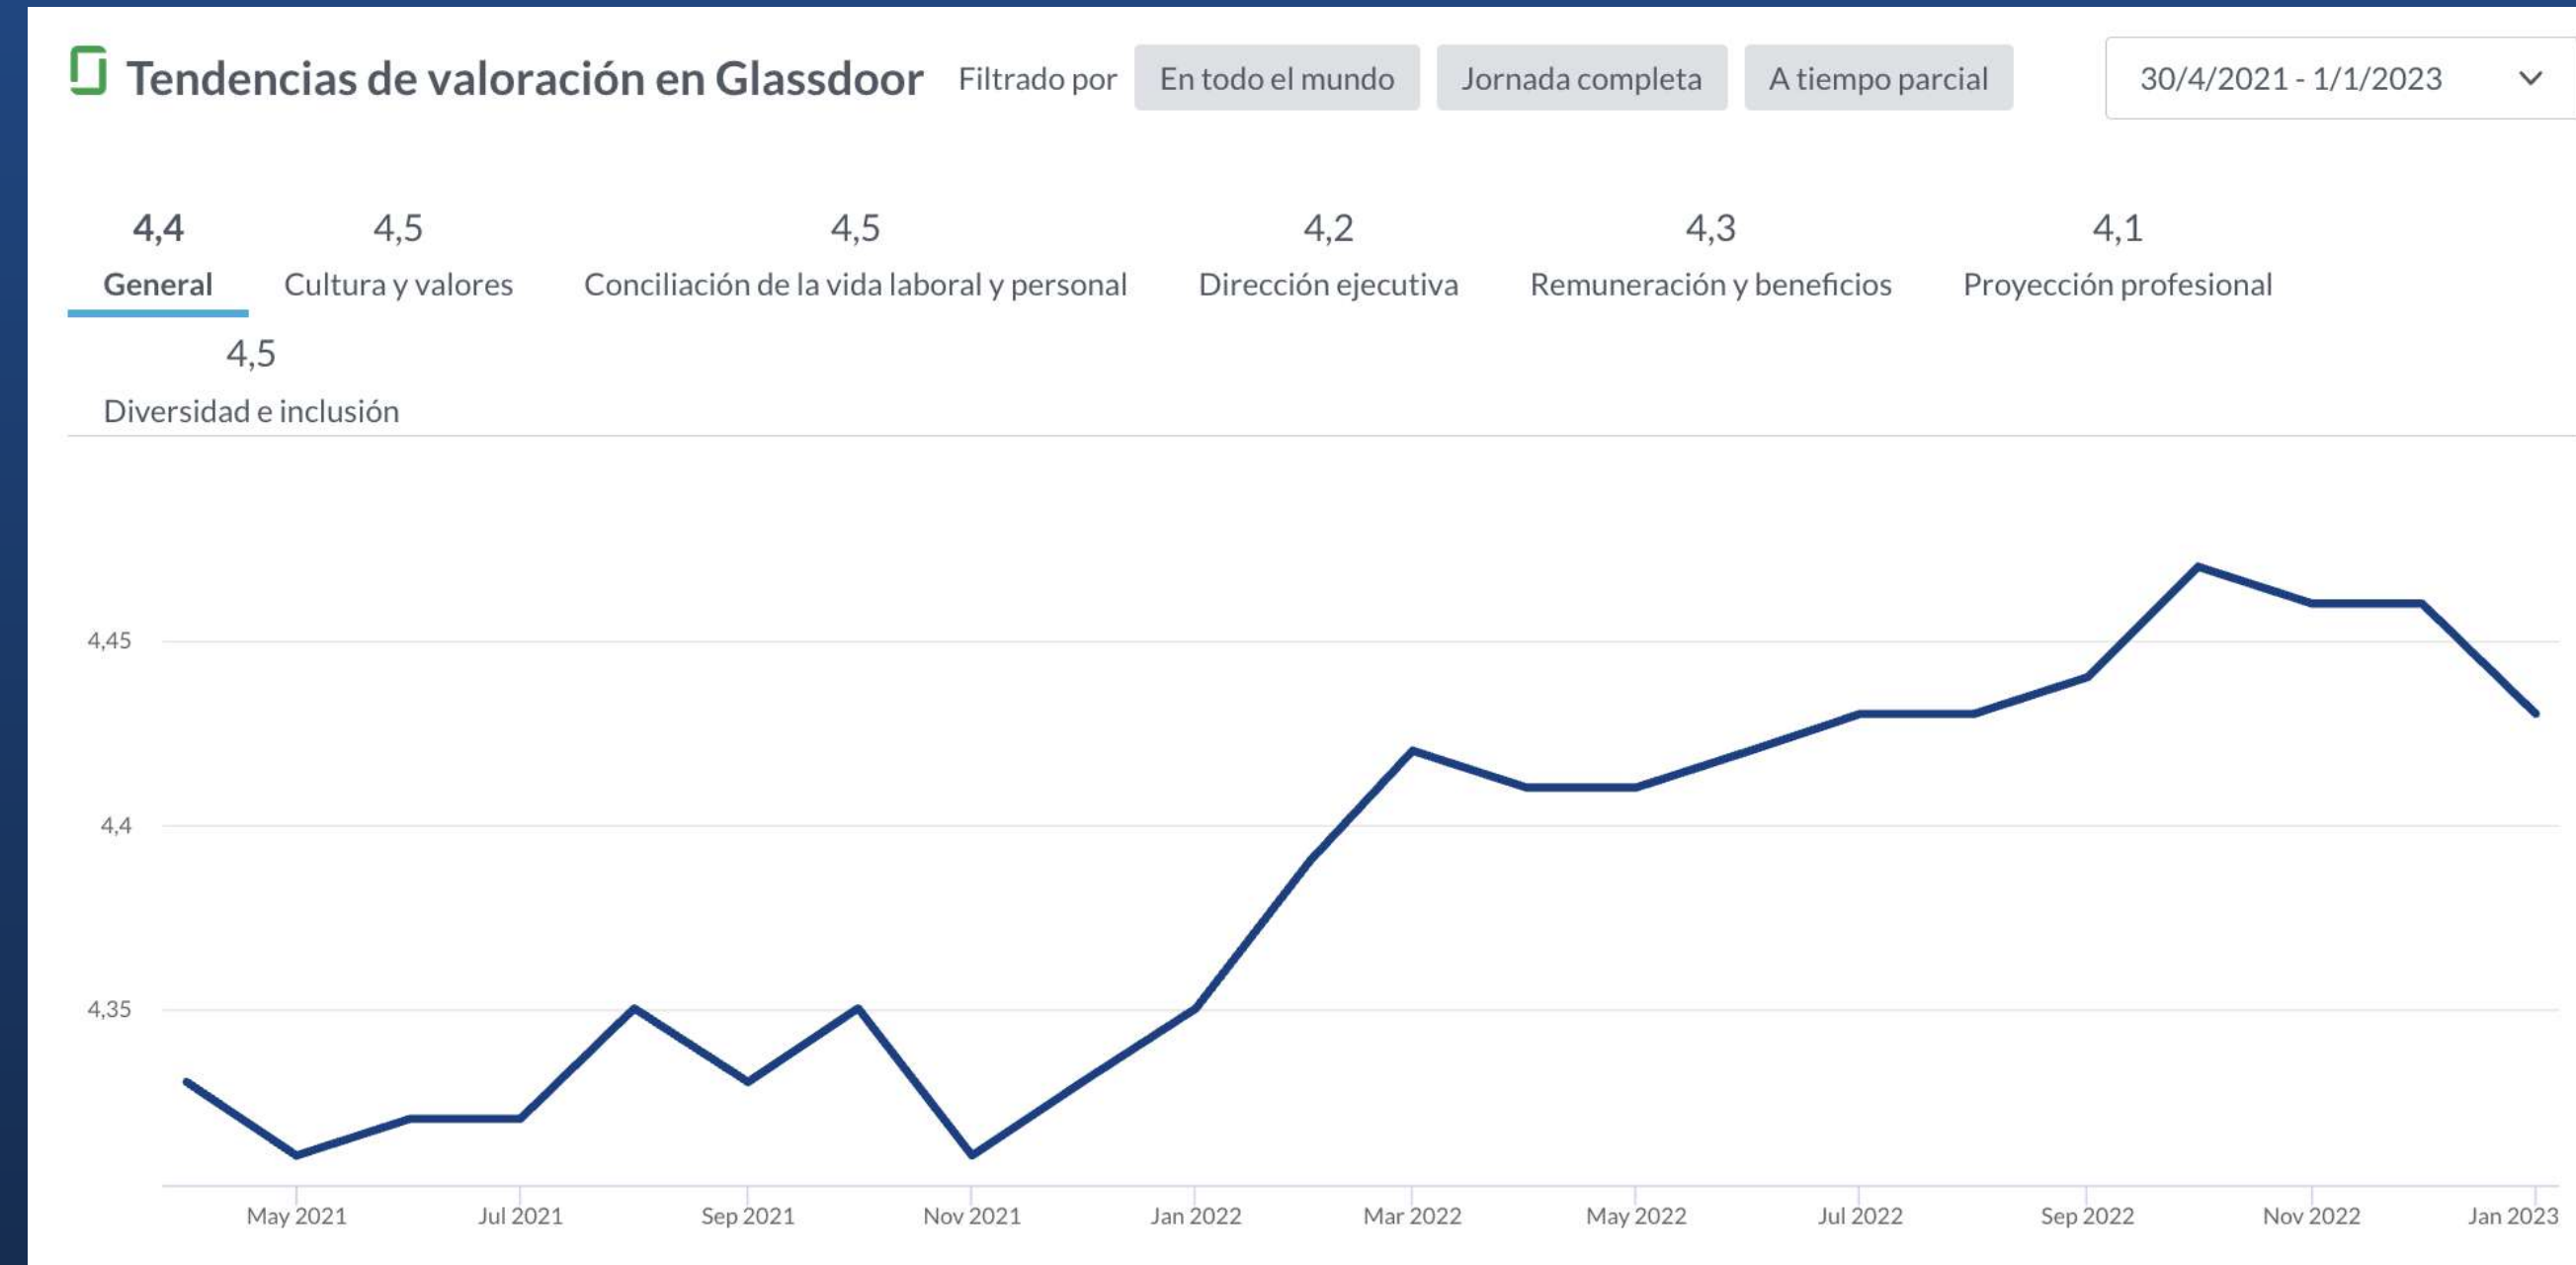 Tendencias de valoración en Glassdoor Filtrado por En todo el mundo Jornada completa A tiempo parcial 30/4/2021 - 1/1/2023
4,4 4,5 4,5 4,2 4,3 4,1
General Cultura y valores Conciliación de la vida laboral y personal Dirección ejecutiva Remuneración y beneficios Proyección profesional
4,5
Diversidad e inclusión
4,45
4,4
4,35
May 2021 Jul 2021 Sep 2021 Nov 2021 Jan 2022 Mar 2022 May 2022 Jul 2022 Sep 2022 Nov 2022 Jan 2023